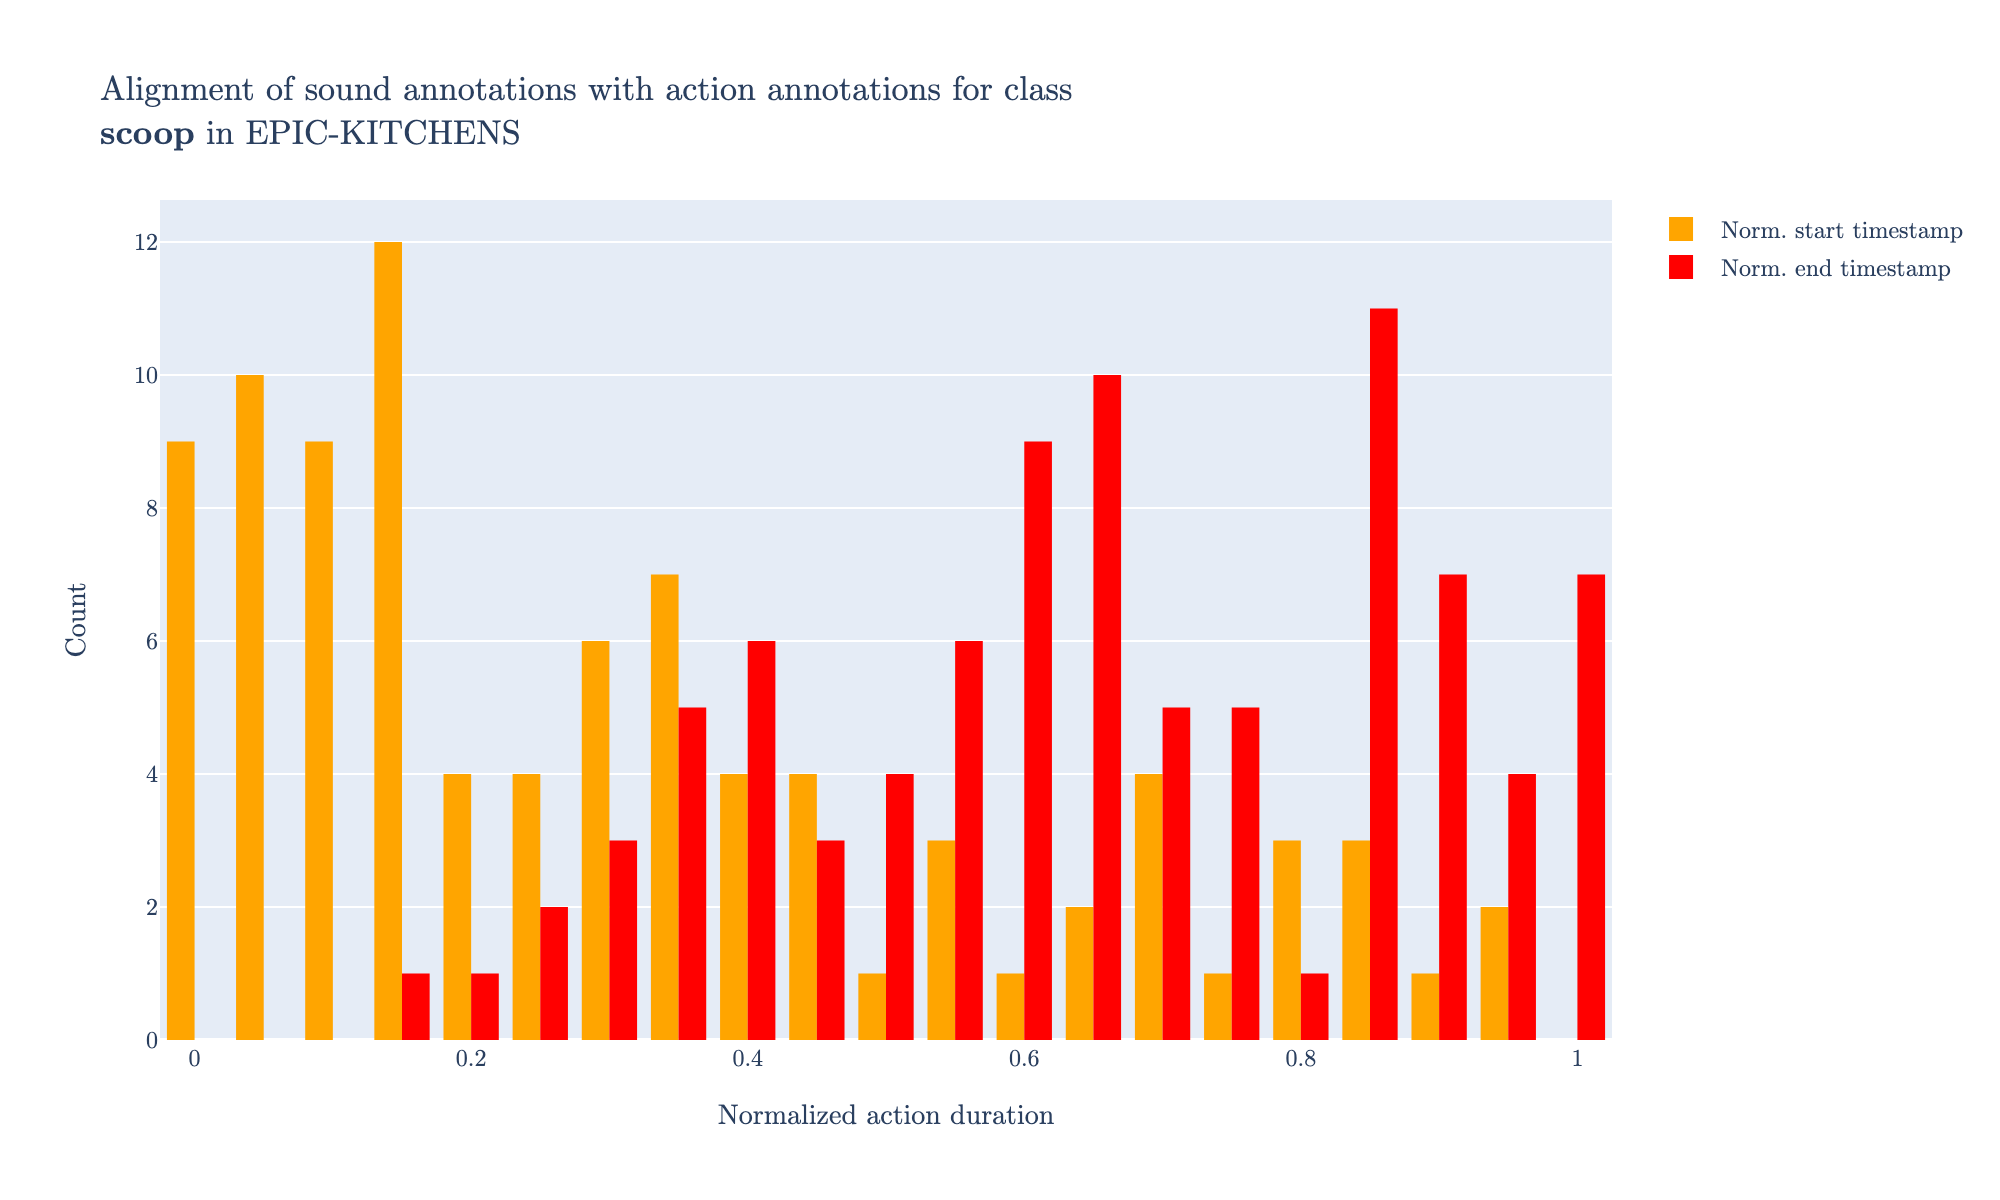 Alignment of sound annotations with action annotations for class
scoop in EPIC-KITCHENS
Norm. start timestamp
Norm. end timestamp
12
10
8
6
4
2
0
Count
0 0.2 0.4 0.6 0.8 1
Normalized action duration